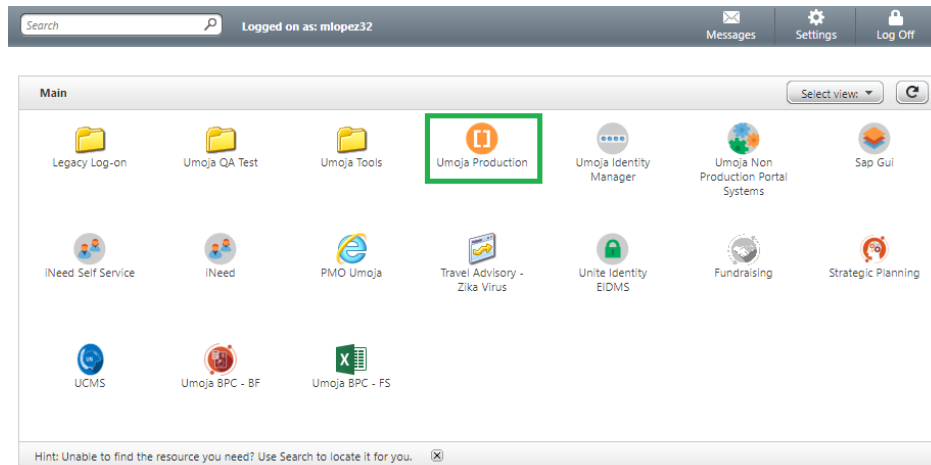 Search
Logged on as: mlopez32
Messages
Settings
Log Off
Main
Select view:
Legacy Log-on
Umoja QA Test
Umoja Tools
Umoja Production
Umoja Identity
Manager
Umoja Non
Production Portal
Systems
Sap Gui
iNeed Self Service
iNeed
PMO Umoja
Travel Advisory -
Zika Virus
Unite Identity
EIDMS
Fundraising
Strategic Planning
UCMS
Umoja BPC - BF
Umoja BPC - FS
Hint: Unable to find the resource you need? Use Search to locate it for you.